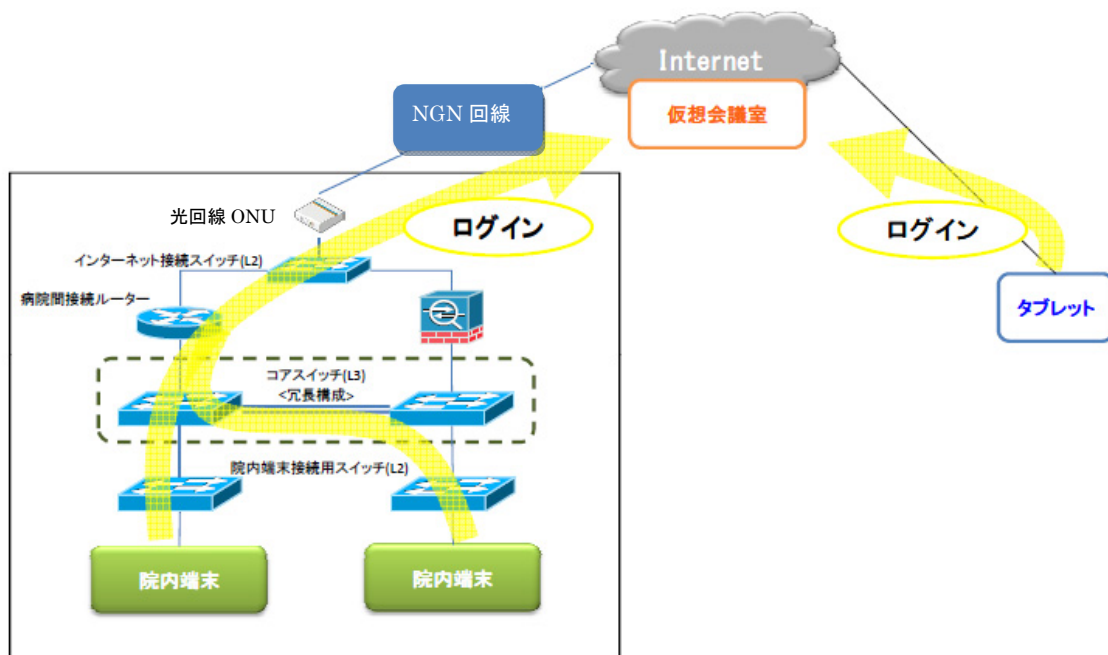 Internet
仮想会議室
NGN 回線
光回線 ONU
ログイン
ログイン
インターネット接続スイッチ(L2)
病院間接続ルーター
タブレット
コアスイッチ(L3)
<冗長構成>
院内端末接続用スイッチ(L2)
院内端末
院内端末